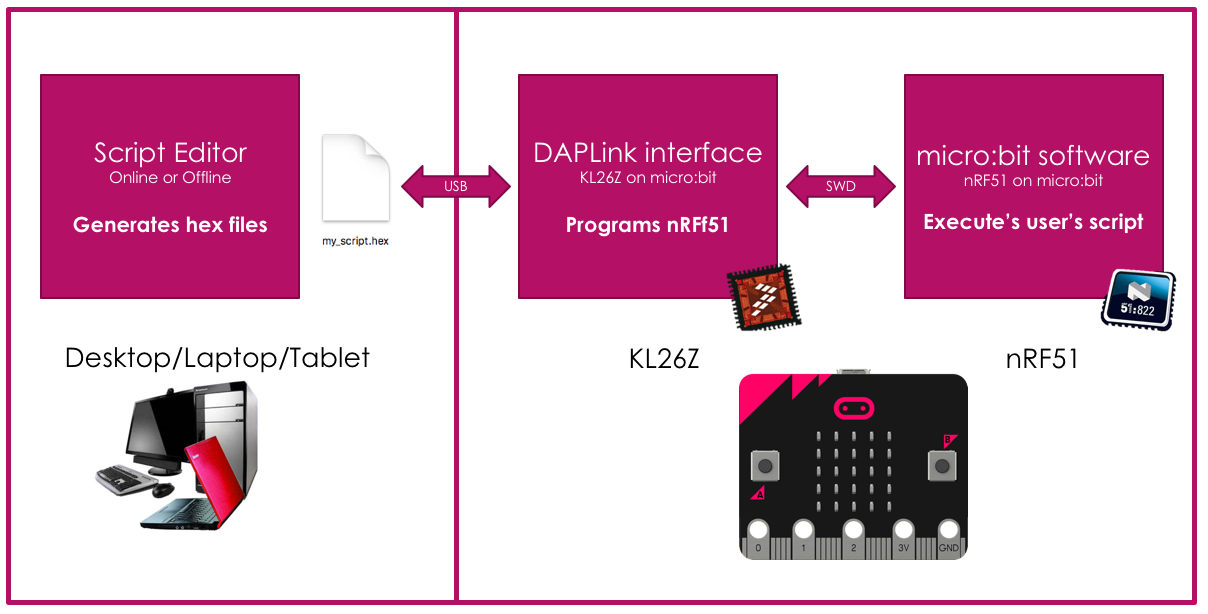 Script Editor
Online or Offline
Generates hex files
my_script.hex
USB
DAPLink interface
KL26Z on micro:bit
Programs nRFf51
SWD
micro:bit software
nRF51 on micro:bit
Execute's user's script
51:822
Desktop/Laptop/Tablet
KL26Z
nRF51
B
A
0
1
2
3V
GND